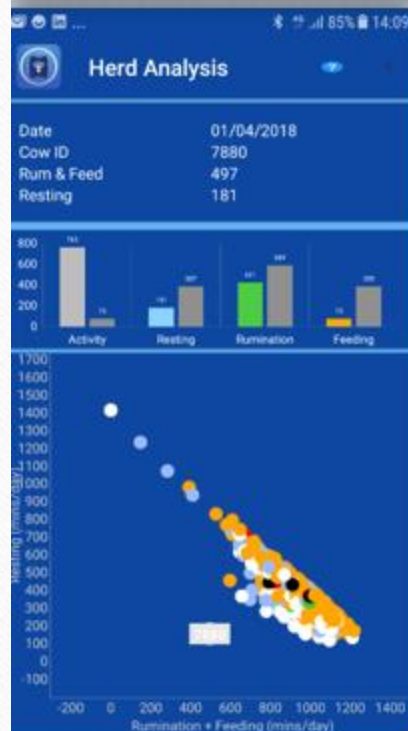 85% 14:09
Herd Analysis
Date 01/04/2018
Cow ID 7880
Rum & Feed 497
Resting 181
800
600
400
200
0
Activity Resting Rumination Feeding
1700
1600
1500
1400
1300
1200
1100
1000
900
800
700
600
500
400
300
200
100
0
-100
Resting (mins/day)
-200 0 200 400 600 800 1000 1200 1400
Rumination + Feeding (mins/day)